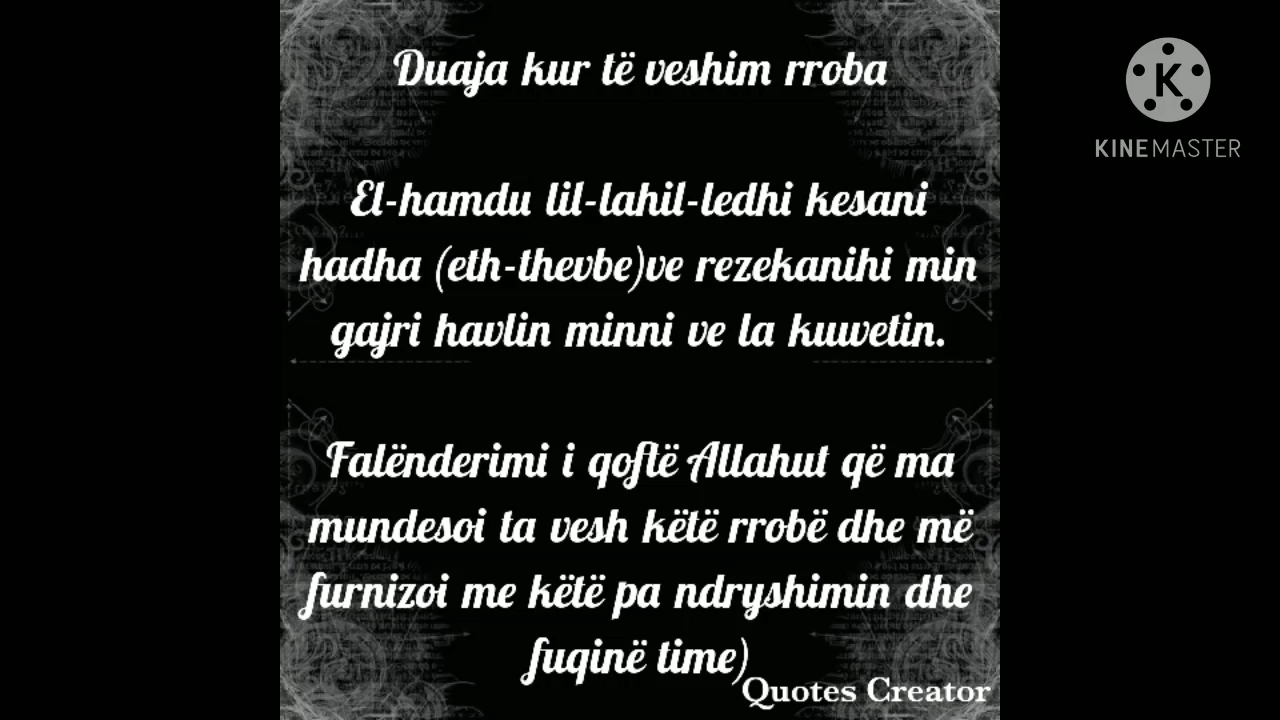 Duaja kur të veshim rroba
El-hamdu lil-lahil-ledhi kesani
hadha (eth-thevbe)ve rezekanihi min
gajri havlin minni ve la kuvvetin.
Falënderimi i qoftë Allahut që ma
mundesoi ta vesh këtë rrobë dhe më
furnizoi me këtë pa ndryshimin dhe
fuqinë time)
Quotes Creator
K
KINEMASTER